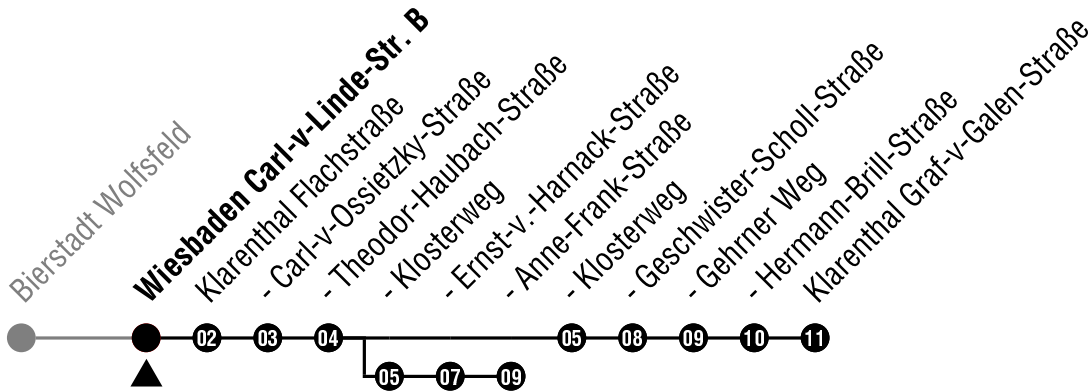 Bierstadt Wolfsfeld
Wiesbaden Carl-v-Linde-Str. B
Klarenthal Flachstraße
- Carl-v-Ossietzky-Straße
- Theodor-Haubach-Straße
- Klosterweg
- Ernst-v.-Harnack-Straße
- Anne-Frank-Straße
- Klosterweg
- Geschwister-Scholl-Straße
- Gehrner Weg
- Hermann-Brill-Straße
Klarenthal Graf-v-Galen-Straße
02 03 04 05 08 09 10 11
05 07 09